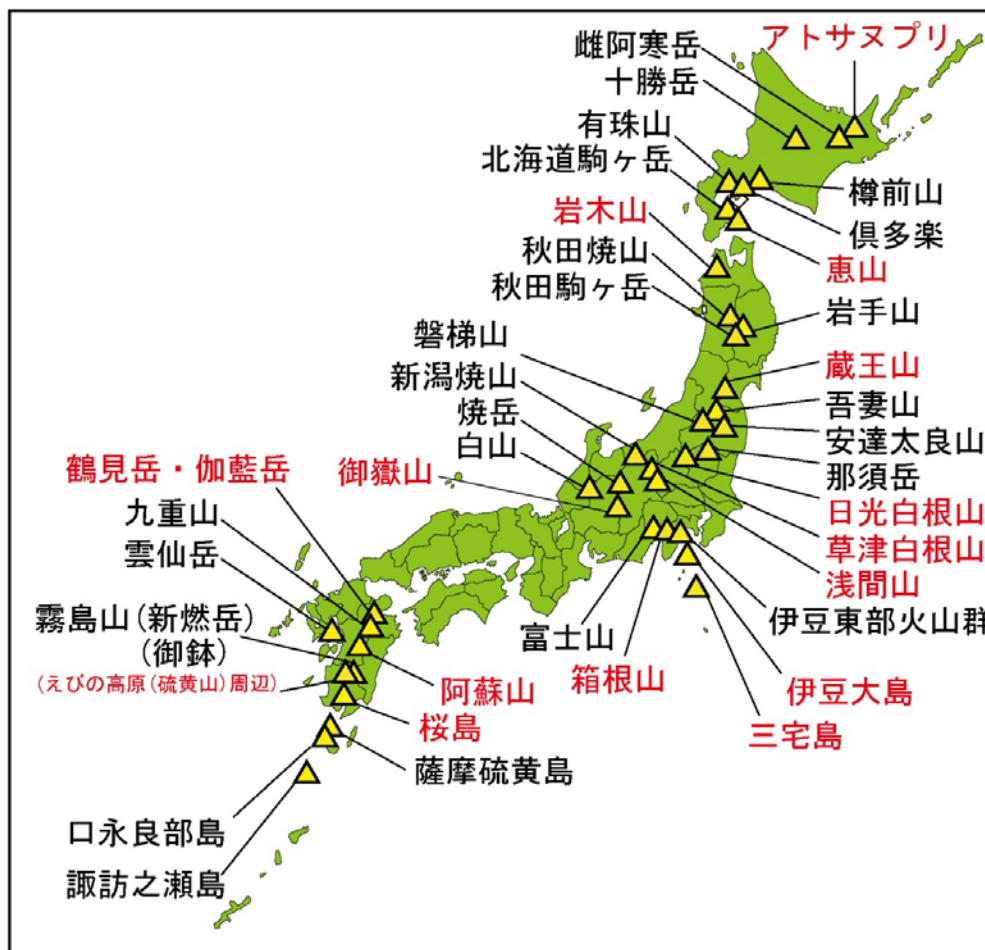 アトサヌプリ
雌阿寒岳
十勝岳
有珠山
北海道駒ヶ岳
樽前山
倶多楽
岩木山
恵山
秋田焼山
秋田駒ヶ岳
岩手山
磐梯山
蔵王山
新潟焼山
吾妻山
焼岳
安達太良山
白山
那須岳
鶴見岳・伽藍岳
御嶽山
日光白根山
九重山
草津白根山
雲仙岳
浅間山
霧島山(新燃岳)
(御鉢)
(えびの高原(硫黄山)周辺)
富士山
伊豆東部火山群
箱根山
阿蘇山
伊豆大島
桜島
三宅島
薩摩硫黄島
口永良部島
諏訪之瀬島